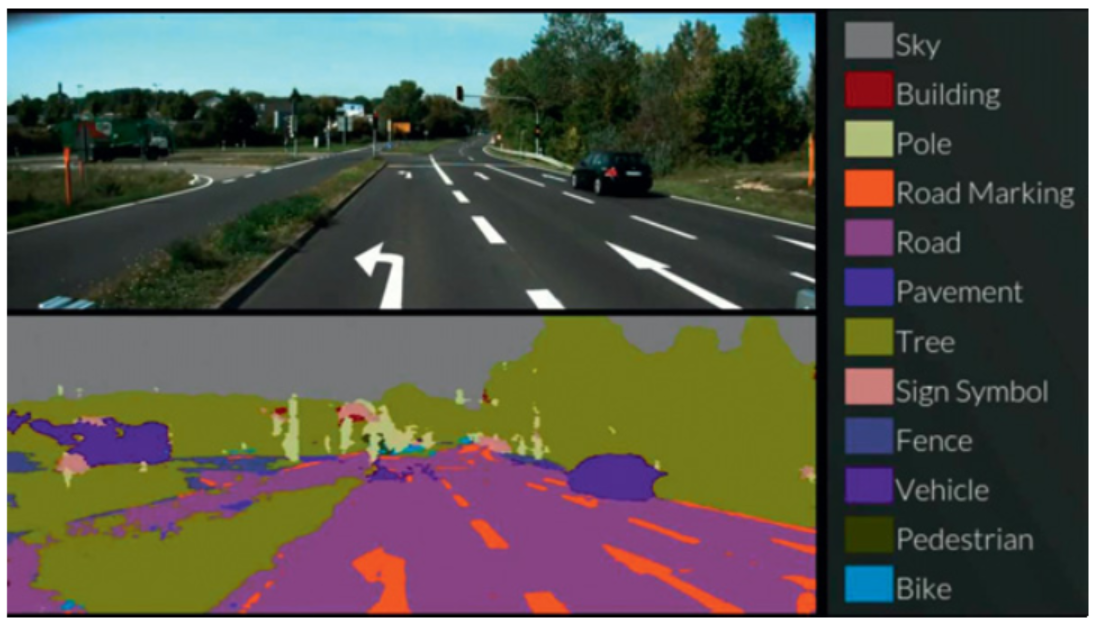 Sky
Building
Pole
Road Marking
Road
Pavement
Tree
Sign Symbol
Fence
Vehicle
Pedestrian
Bike